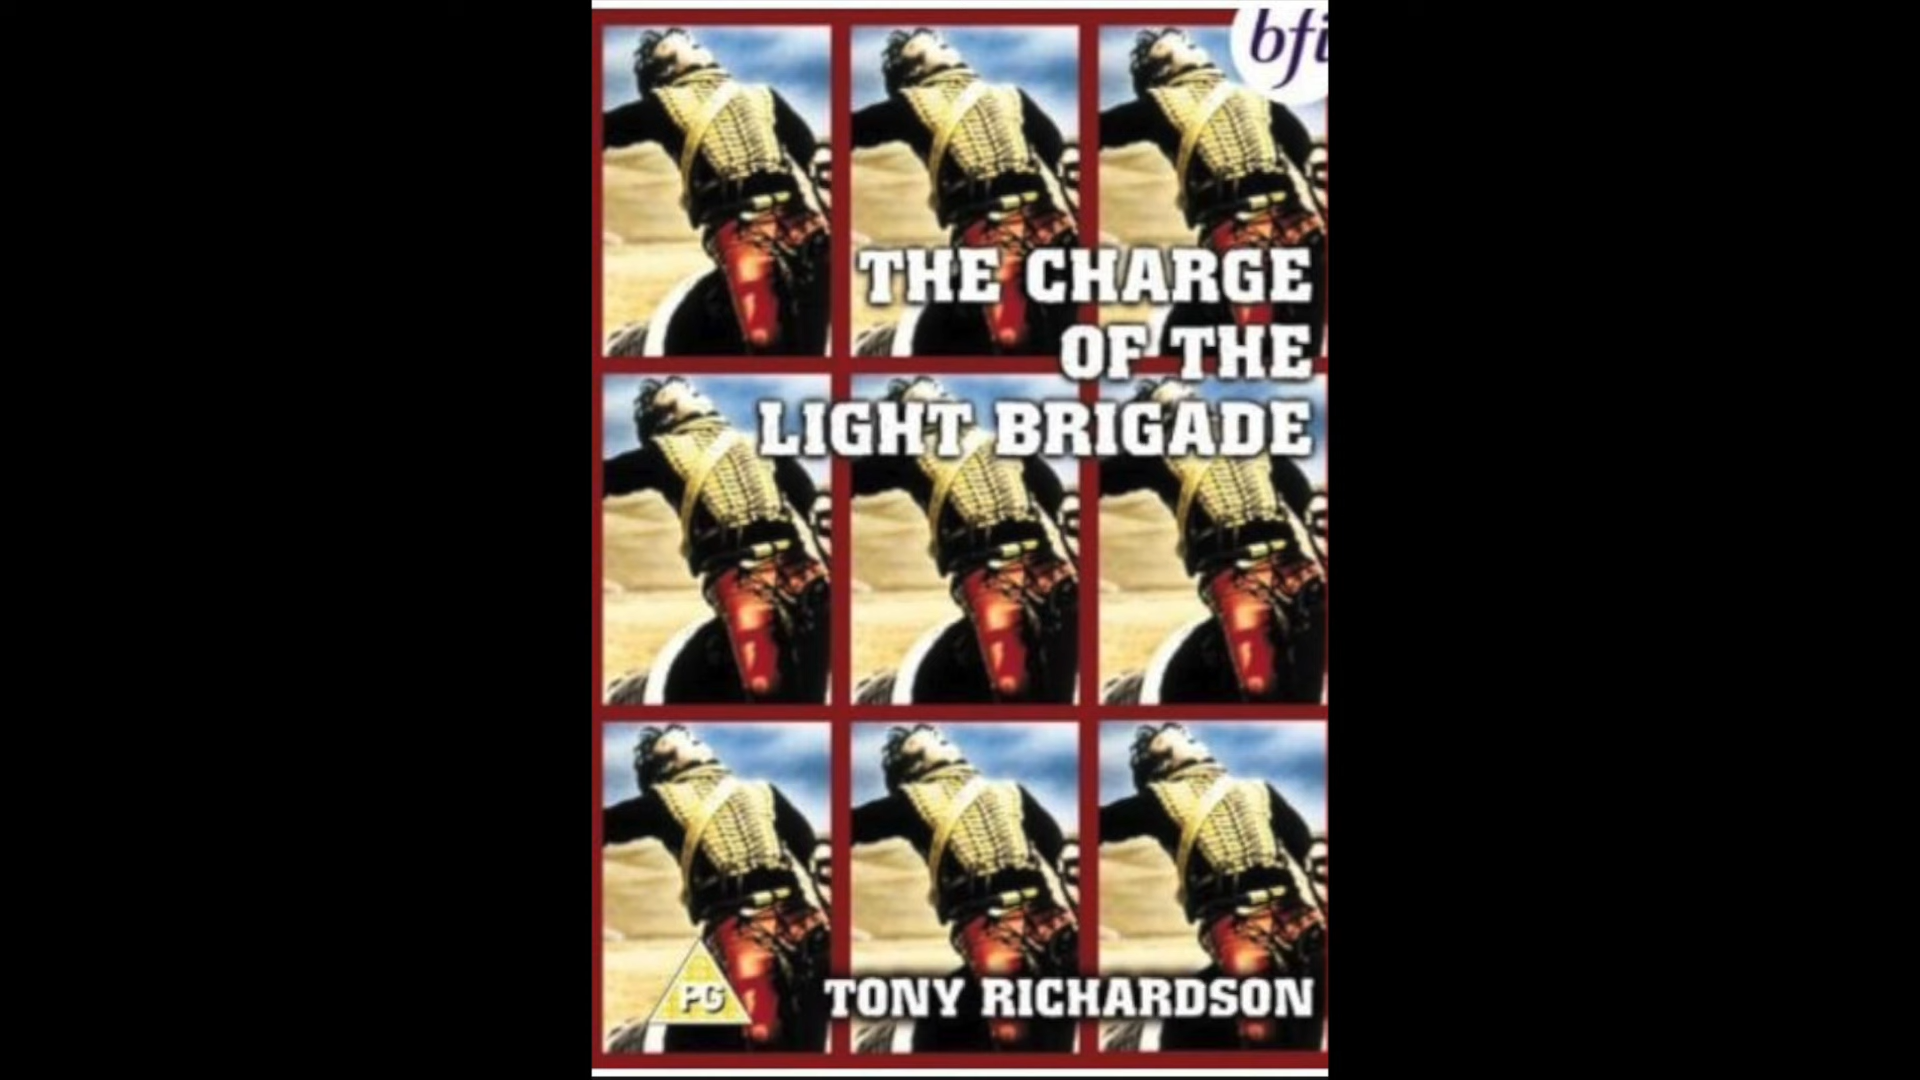 bfi
THE CHARGE
OF THE
LIGHT BRIGADE
PG
TONY RICHARDSON